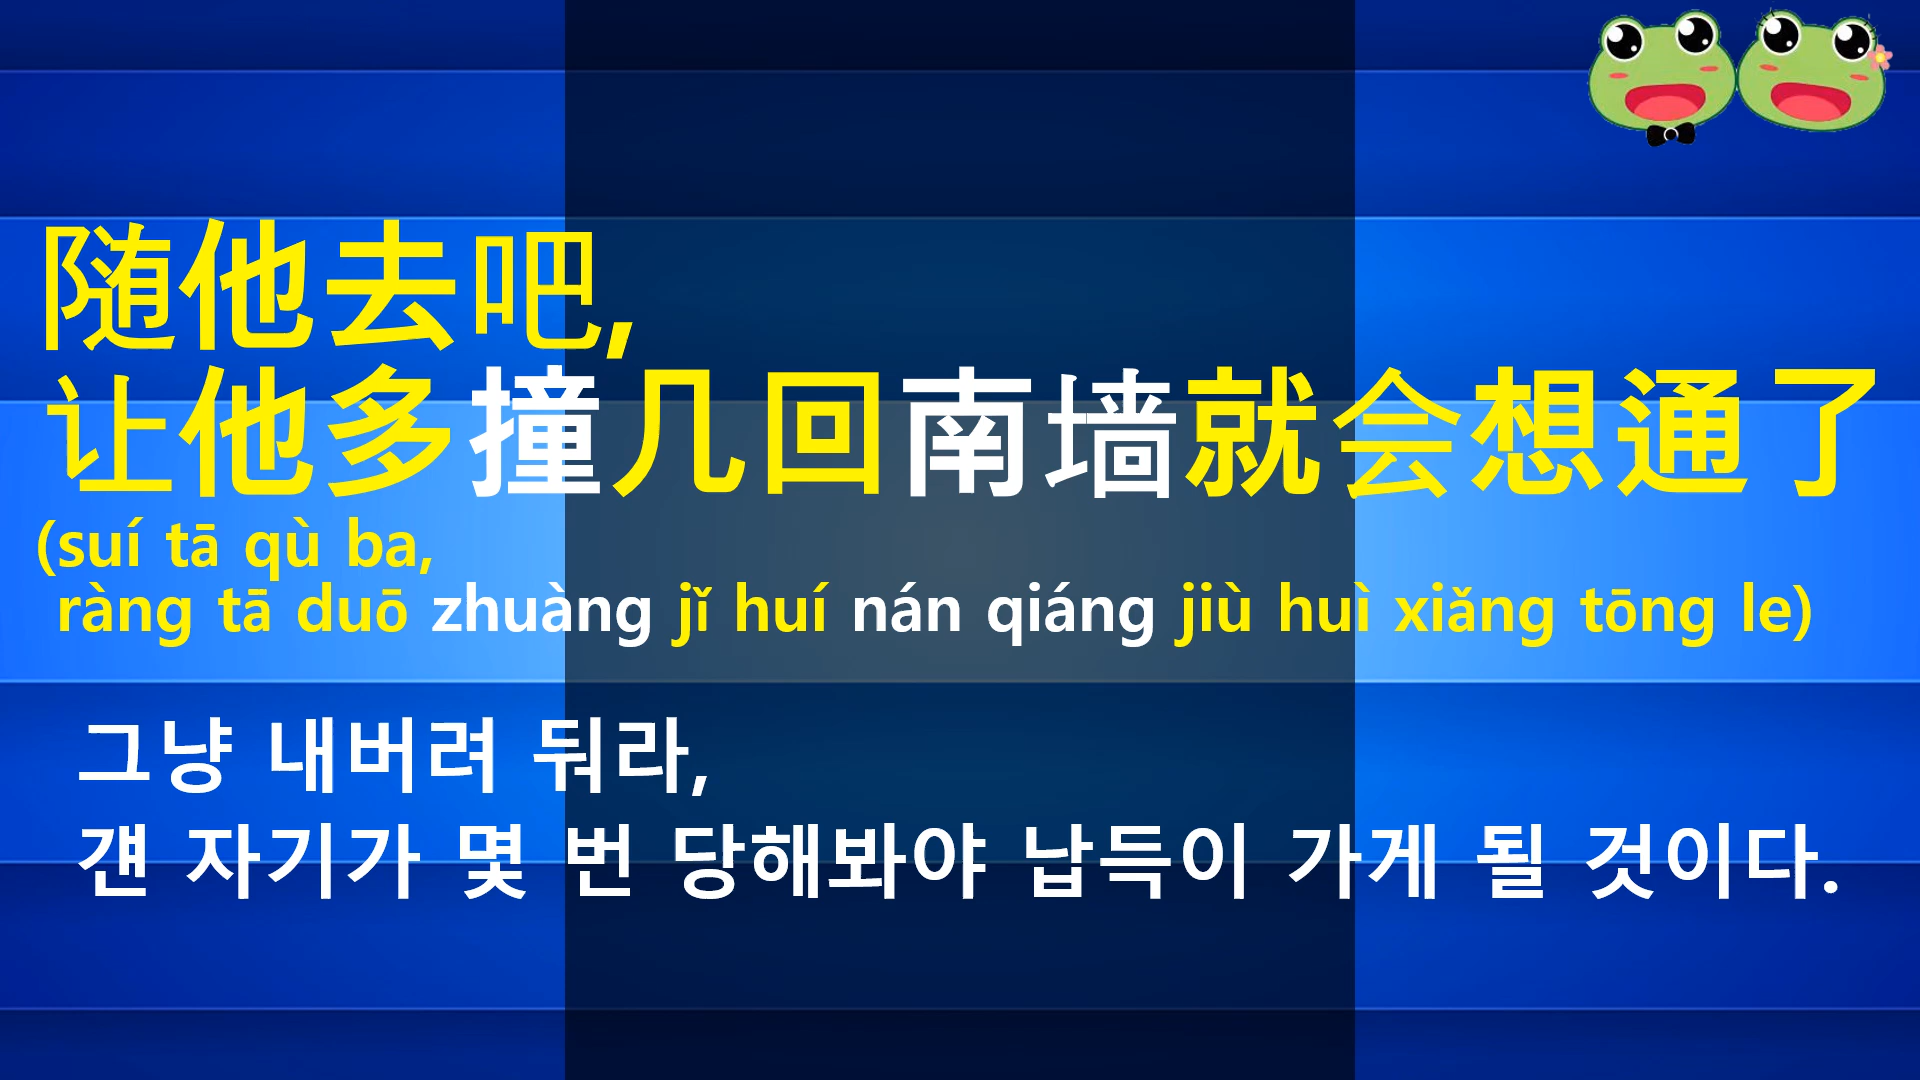 随他去吧,
让他多撞几回南墙就会想通了
(suí tā qù ba,
ràng tā duō zhuàng jǐ huí nán qiáng jiù huì xiǎng tōng le)
그냥 내버려 둬라,
걘 자기가 몇 번 당해봐야 납득이 가게 될 것이다.